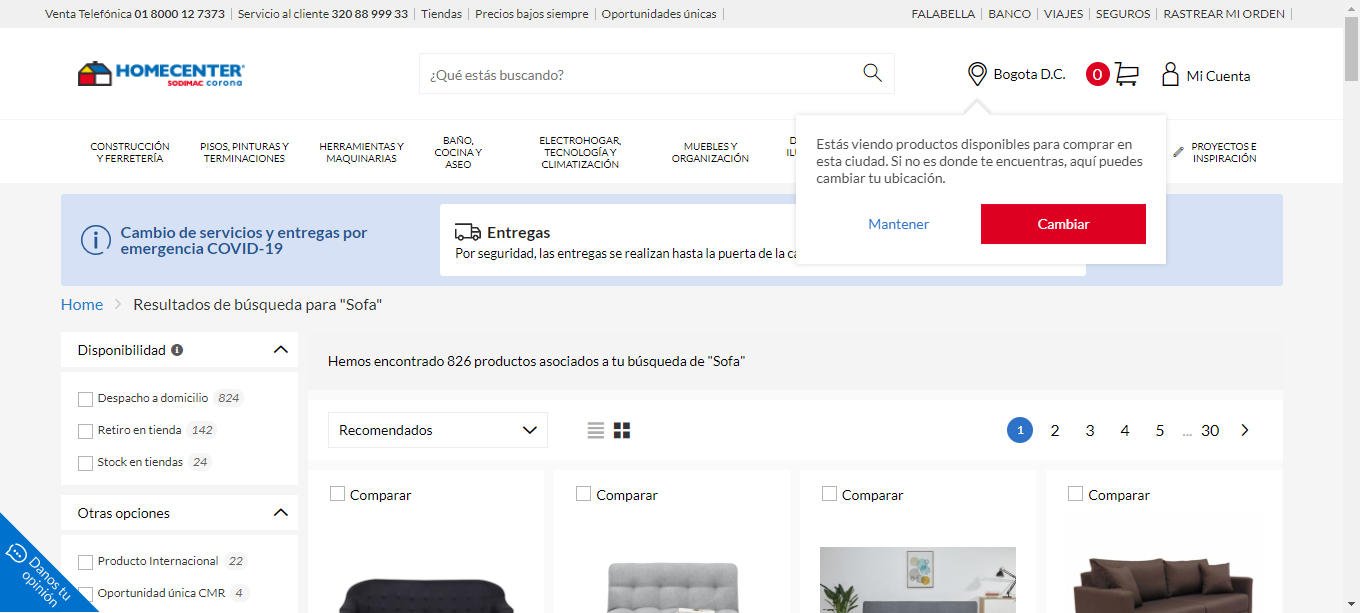 Venta Telefónica 01 8000 12 7373 | Servicio al cliente 320 88 999 33 | Tiendas | Precios bajos siempre | Oportunidades únicas | FALABELLA | BANCO | VIAJES | SEGUROS | RASTREAR MI ORDEN |
HOMECENTER
SODIMAC corona
¿Qué estás buscando?
Bogota D.C.
0
Mi Cuenta
CONSTRUCCIÓN
Y FERRETERÍA
PISOS, PINTURAS Y
TERMINACIONES
HERRAMIENTAS Y
MAQUINARIAS
BAÑO,
COCINA Y
ASEO
ELECTROHOGAR,
TECNOLOGÍA Y
CLIMATIZACIÓN
MUEBLES Y
ORGANIZACIÓN
PROYECTOS E
INSPIRACIÓN
Estás viendo productos disponibles para comprar en
esta ciudad. Si no es donde te encuentras, aquí puedes
cambiar tu ubicación.
Mantener
Cambiar
Cambio de servicios y entregas por
emergencia COVID-19
Entregas
Por seguridad, las entregas se realizan hasta la puerta de la
Home > Resultados de búsqueda para "Sofa"
Disponibilidad
Despacho a domicilio 824
Retiro en tienda 142
Stock en tiendas 24
Otras opciones
Producto Internacional 22
Oportunidad única CMR 4
Danos tu
opinión
Hemos encontrado 826 productos asociados a tu búsqueda de "Sofa"
Recomendados
1 2 3 4 5 ... 30
Comparar
Comparar
Comparar
Comparar